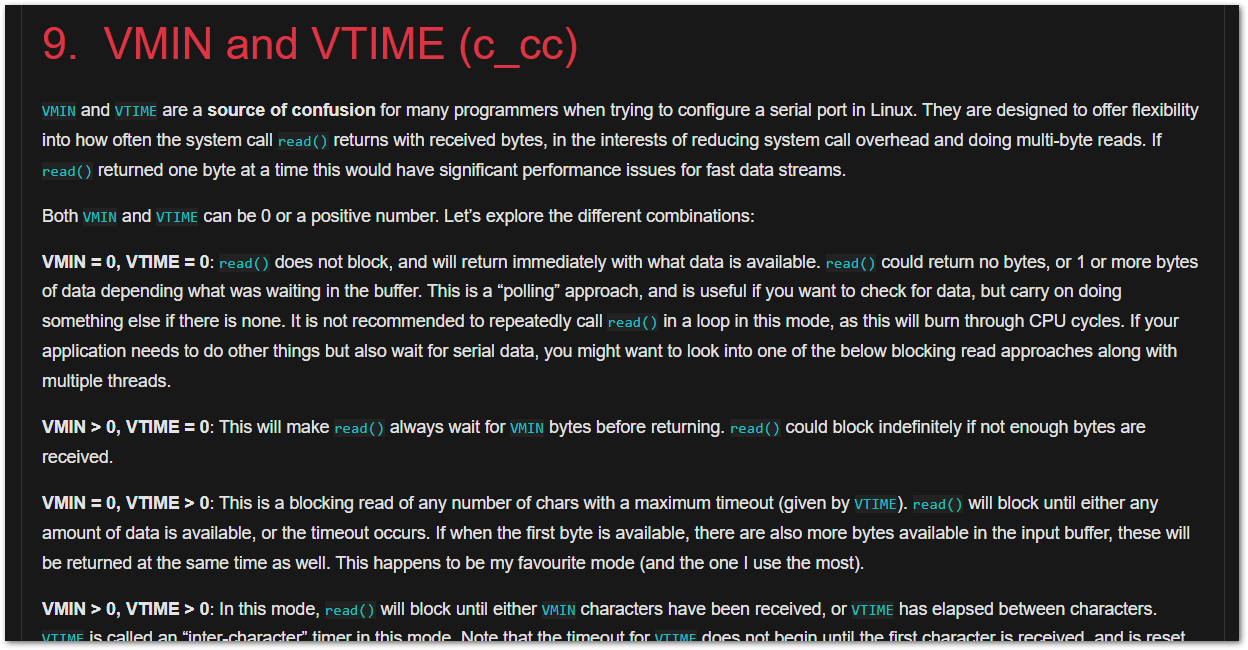 9. VMIN and VTIME (c_cc)
VMIN and VTIME are a source of confusion for many programmers when trying to configure a serial port in Linux. They are designed to offer flexibility
into how often the system call read() returns with received bytes, in the interests of reducing system call overhead and doing multi-byte reads. If
read() returned one byte at a time this would have significant performance issues for fast data streams.
Both VMIN and VTIME can be 0 or a positive number. Let’s explore the different combinations:
VMIN = 0, VTIME = 0: read() does not block, and will return immediately with what data is available. read() could return no bytes, or 1 or more bytes
of data depending what was waiting in the buffer. This is a “polling” approach, and is useful if you want to check for data, but carry on doing
something else if there is none. It is not recommended to repeatedly call read() in a loop in this mode, as this will burn through CPU cycles. If your
application needs to do other things but also wait for serial data, you might want to look into one of the below blocking read approaches along with
multiple threads.
VMIN > 0, VTIME = 0: This will make read() always wait for VMIN bytes before returning. read() could block indefinitely if not enough bytes are
received.
VMIN = 0, VTIME > 0: This is a blocking read of any number of chars with a maximum timeout (given by VTIME). read() will block until either any
amount of data is available, or the timeout occurs. If when the first byte is available, there are also more bytes available in the input buffer, these will
be returned at the same time as well. This happens to be my favourite mode (and the one I use the most).
VMIN > 0, VTIME > 0: In this mode, read() will block until either VMIN characters have been received, or VTIME has elapsed between characters.
VTIME is called an “inter-character” timer in this mode. Note that the timeout for VTIME does not begin until the first character is received, and is reset